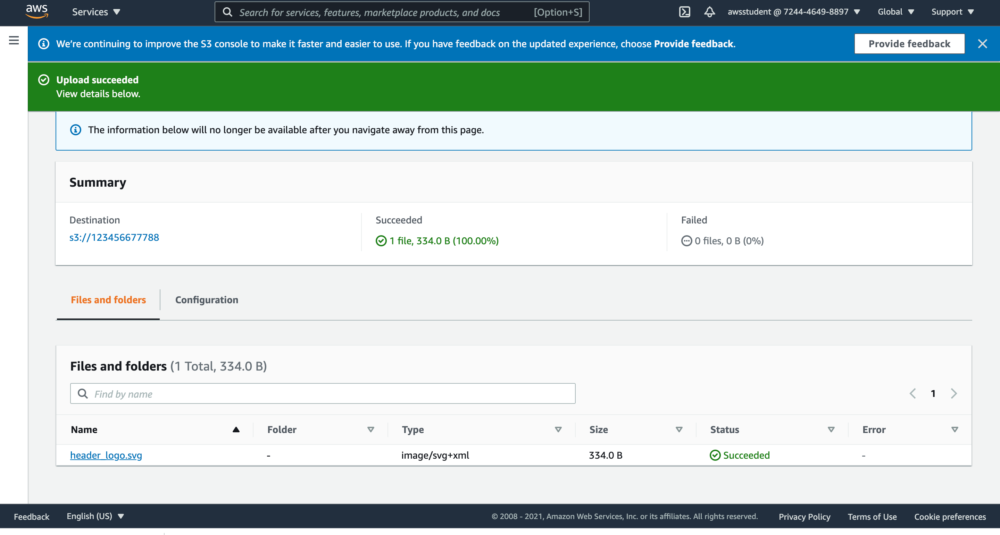 aws
Services
Search for services, features, marketplace products, and docs
[Option+S]
awsstudent @ 7244-4649-8897
Global
Support
We're continuing to improve the S3 console to make it faster and easier to use. If you have feedback on the updated experience, choose Provide feedback.
Provide feedback
Upload succeeded
View details below.
The information below will no longer be available after you navigate away from this page.
Summary
Destination
Succeeded
Failed
s3://123456677788
1 file, 334.0 B (100.00%)
0 files, 0 B (0%)
Files and folders
Configuration
Files and folders (1 Total, 334.0 B)
Find by name
1
Name
Folder
Type
Size
Status
Error
header_logo.svg
-
image/svg+xml
334.0 B
Succeeded
-
Feedback
English (US)
© 2008 - 2021, Amazon Web Services, Inc. or its affiliates. All rights reserved.
Privacy Policy
Terms of Use
Cookie preferences